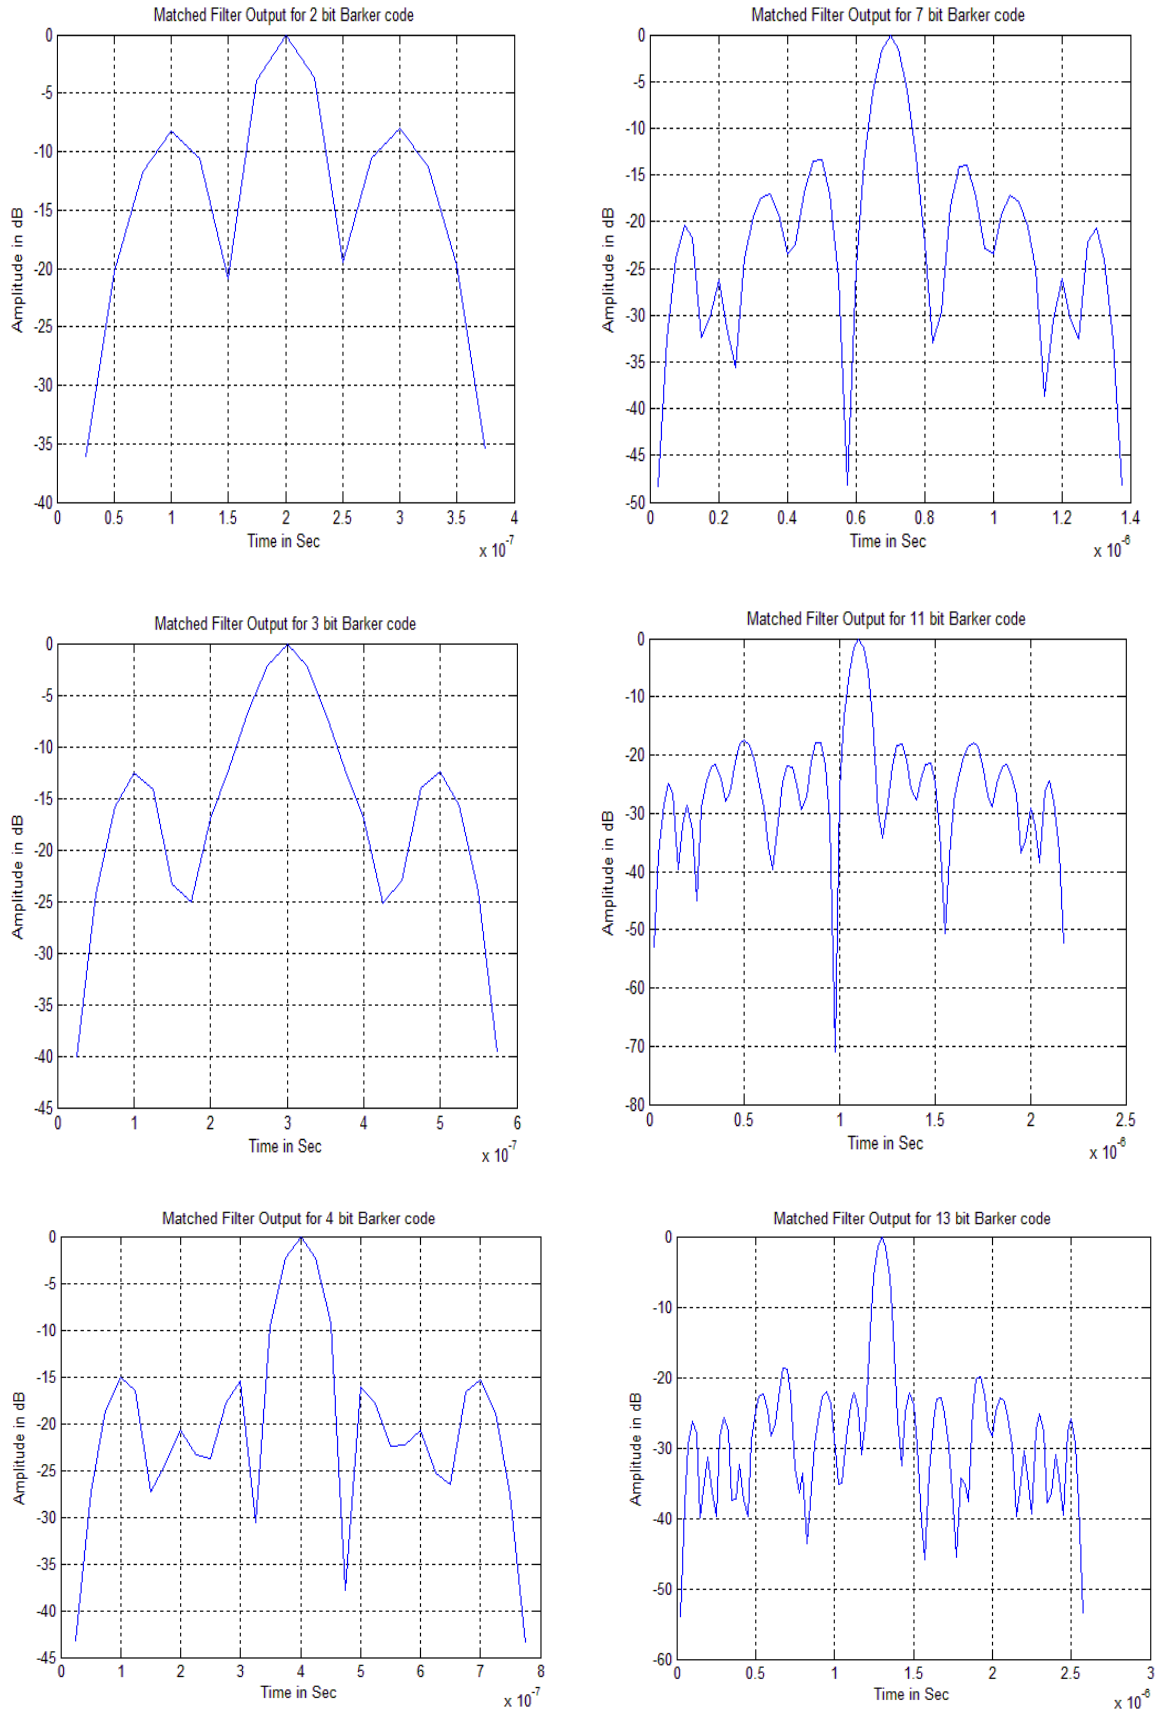 Matched Filter Output for 2 bit Barker code
0
-5
-10
-15
-20
-25
-30
-35
-40
Amplitude in dB
0 0.5 1 1.5 2 2.5 3 3.5 4
Time in Sec
x 10^-7
Matched Filter Output for 7 bit Barker code
0
-5
-10
-15
-20
-25
-30
-35
-40
-45
-50
Amplitude in dB
0 0.2 0.4 0.6 0.8 1 1.2 1.4
Time in Sec
x 10^-6
Matched Filter Output for 3 bit Barker code
0
-5
-10
-15
-20
-25
-30
-35
-40
-45
Amplitude in dB
0 1 2 3 4 5 6
Time in Sec
x 10^-7
Matched Filter Output for 11 bit Barker code
0
-10
-20
-30
-40
-50
-60
-70
-80
Amplitude in dB
0 0.5 1 1.5 2 2.5
Time in Sec
x 10^-6
Matched Filter Output for 4 bit Barker code
0
-5
-10
-15
-20
-25
-30
-35
-40
-45
Amplitude in dB
0 1 2 3 4 5 6 7 8
Time in Sec
x 10^-7
Matched Filter Output for 13 bit Barker code
0
-10
-20
-30
-40
-50
-60
Amplitude in dB
0 0.5 1 1.5 2 2.5 3
Time in Sec
x 10^-6